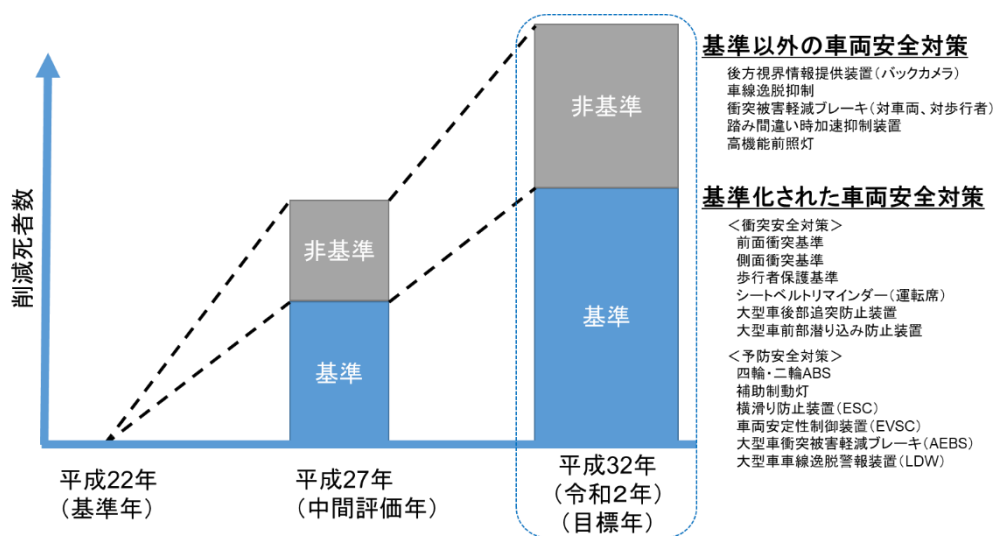 削減死者数
非基準
基準
非基準
基準
平成22年
(基準年)
平成27年
(中間評価年)
平成32年
(令和2年)
(目標年)
基準以外の車両安全対策
後方視界情報提供装置(バックカメラ)
車線逸脱抑制
衝突被害軽減ブレーキ(対車両、対歩行者)
踏み間違い時加速抑制装置
高機能前照灯
基準化された車両安全対策
<衝突安全対策>
前面衝突基準
側面衝突基準
歩行者保護基準
シートベルトリマインダー(運転席)
大型車後部追突防止装置
大型車前部潜り込み防止装置
<予防安全対策>
四輪・二輪ABS
補助制動灯
横滑り防止装置(ESC)
車両安定性制御装置(EVSC)
大型車衝突被害軽減ブレーキ(AEBS)
大型車車線逸脱警報装置(LDW)